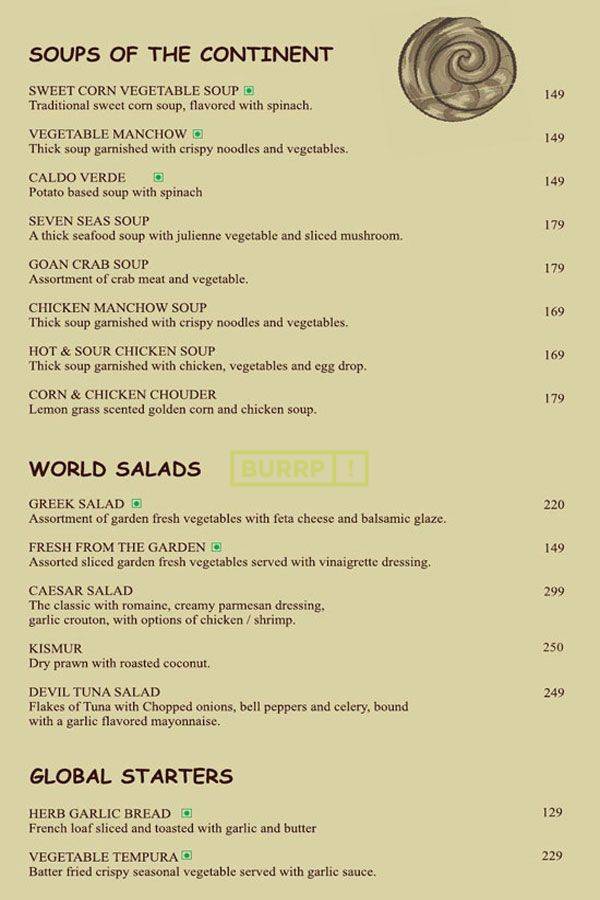 SOUPS OF THE CONTINENT
SWEET CORN VEGETABLE SOUP 149
Traditional sweet corn soup, flavored with spinach.
VEGETABLE MANCHOW 149
Thick soup garnished with crispy noodles and vegetables.
CALDO VERDE 149
Potato based soup with spinach
SEVEN SEAS SOUP 179
A thick seafood soup with julienne vegetable and sliced mushroom.
GOAN CRAB SOUP 179
Assortment of crab meat and vegetable.
CHICKEN MANCHOW SOUP 169
Thick soup garnished with crispy noodles and vegetables.
HOT & SOUR CHICKEN SOUP 169
Thick soup garnished with chicken, vegetables and egg drop.
CORN & CHICKEN CHOUDER 179
Lemon grass scented golden corn and chicken soup.
WORLD SALADS BURRP !
GREEK SALAD 220
Assortment of garden fresh vegetables with feta cheese and balsamic glaze.
FRESH FROM THE GARDEN 149
Assorted sliced garden fresh vegetables served with vinaigrette dressing.
CAESAR SALAD 299
The classic with romaine, creamy parmesan dressing,
garlic crouton, with options of chicken / shrimp.
KISMUR 250
Dry prawn with roasted coconut.
DEVIL TUNA SALAD 249
Flakes of Tuna with Chopped onions, bell peppers and celery, bound
with a garlic flavored mayonnaise.
GLOBAL STARTERS
HERB GARLIC BREAD 129
French loaf sliced and toasted with garlic and butter
VEGETABLE TEMPURA 229
Batter fried crispy seasonal vegetable served with garlic sauce.